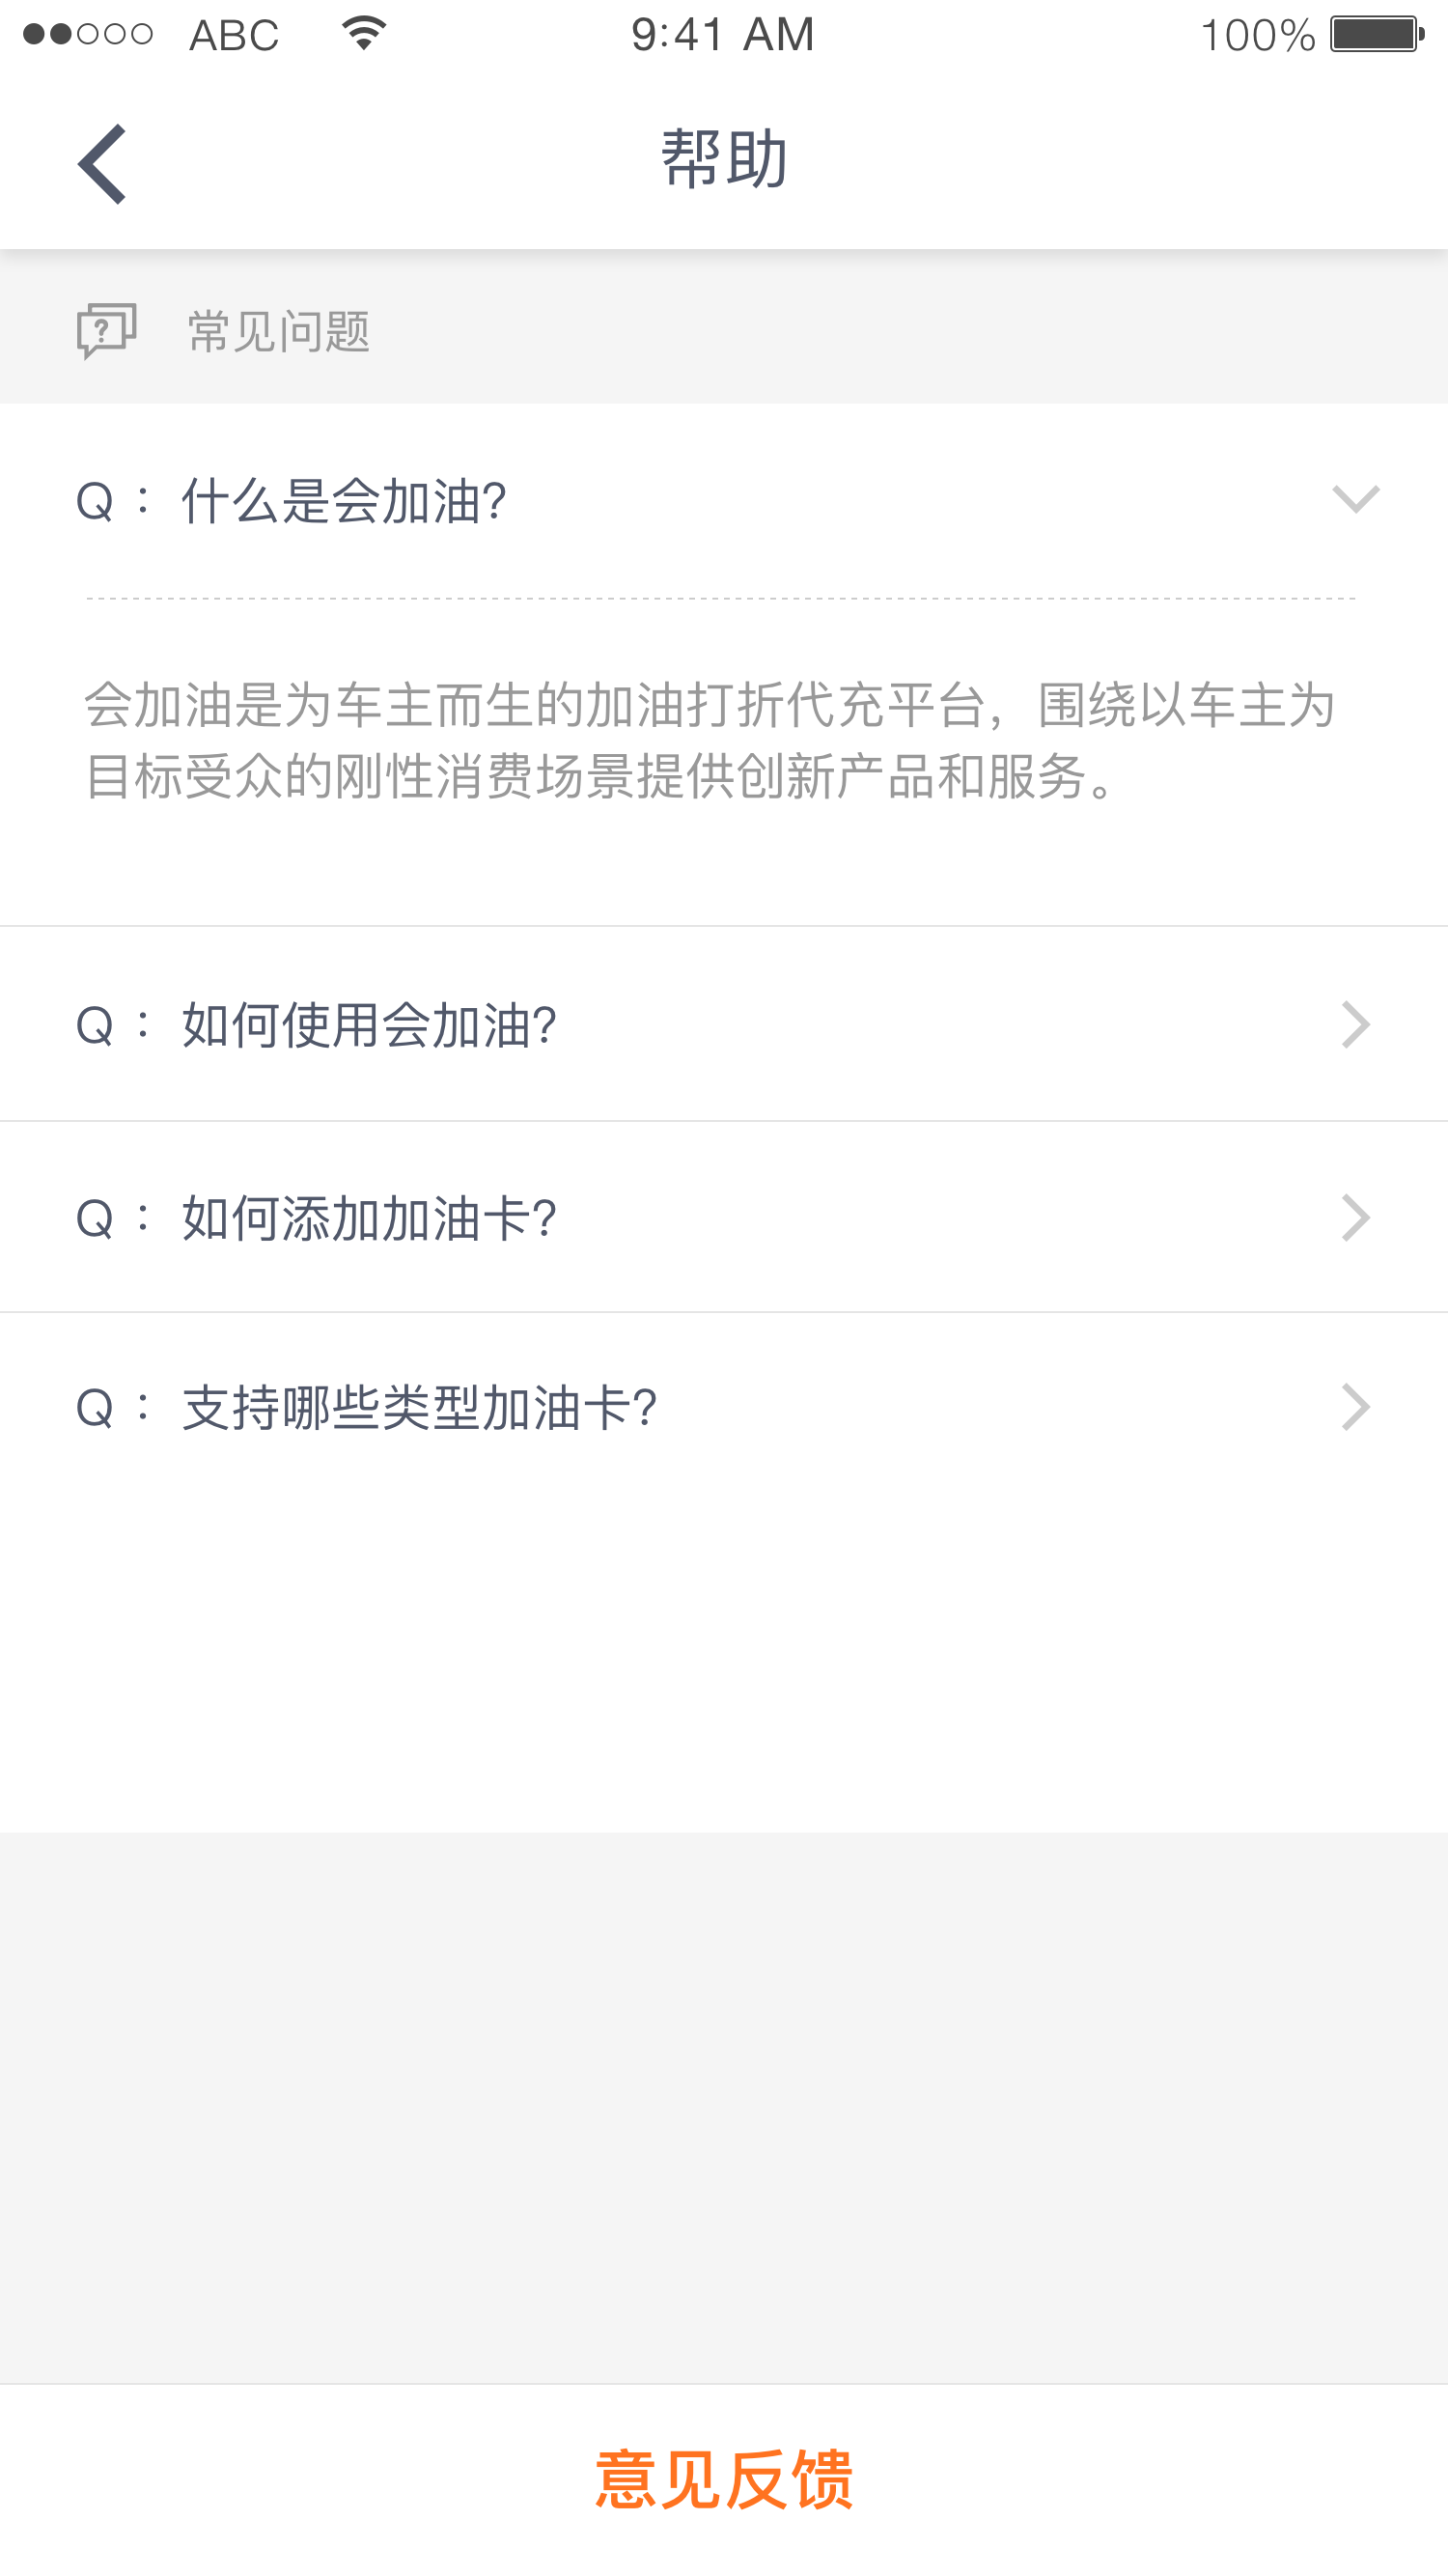 ABC 9:41 AM 100%
帮助
常见问题
Q：什么是会加油?
会加油是为车主而生的加油打折代充平台，围绕以车主为
目标受众的刚性消费场景提供创新产品和服务。
Q：如何使用会加油?
Q：如何添加加油卡?
Q：支持哪些类型加油卡?
意见反馈